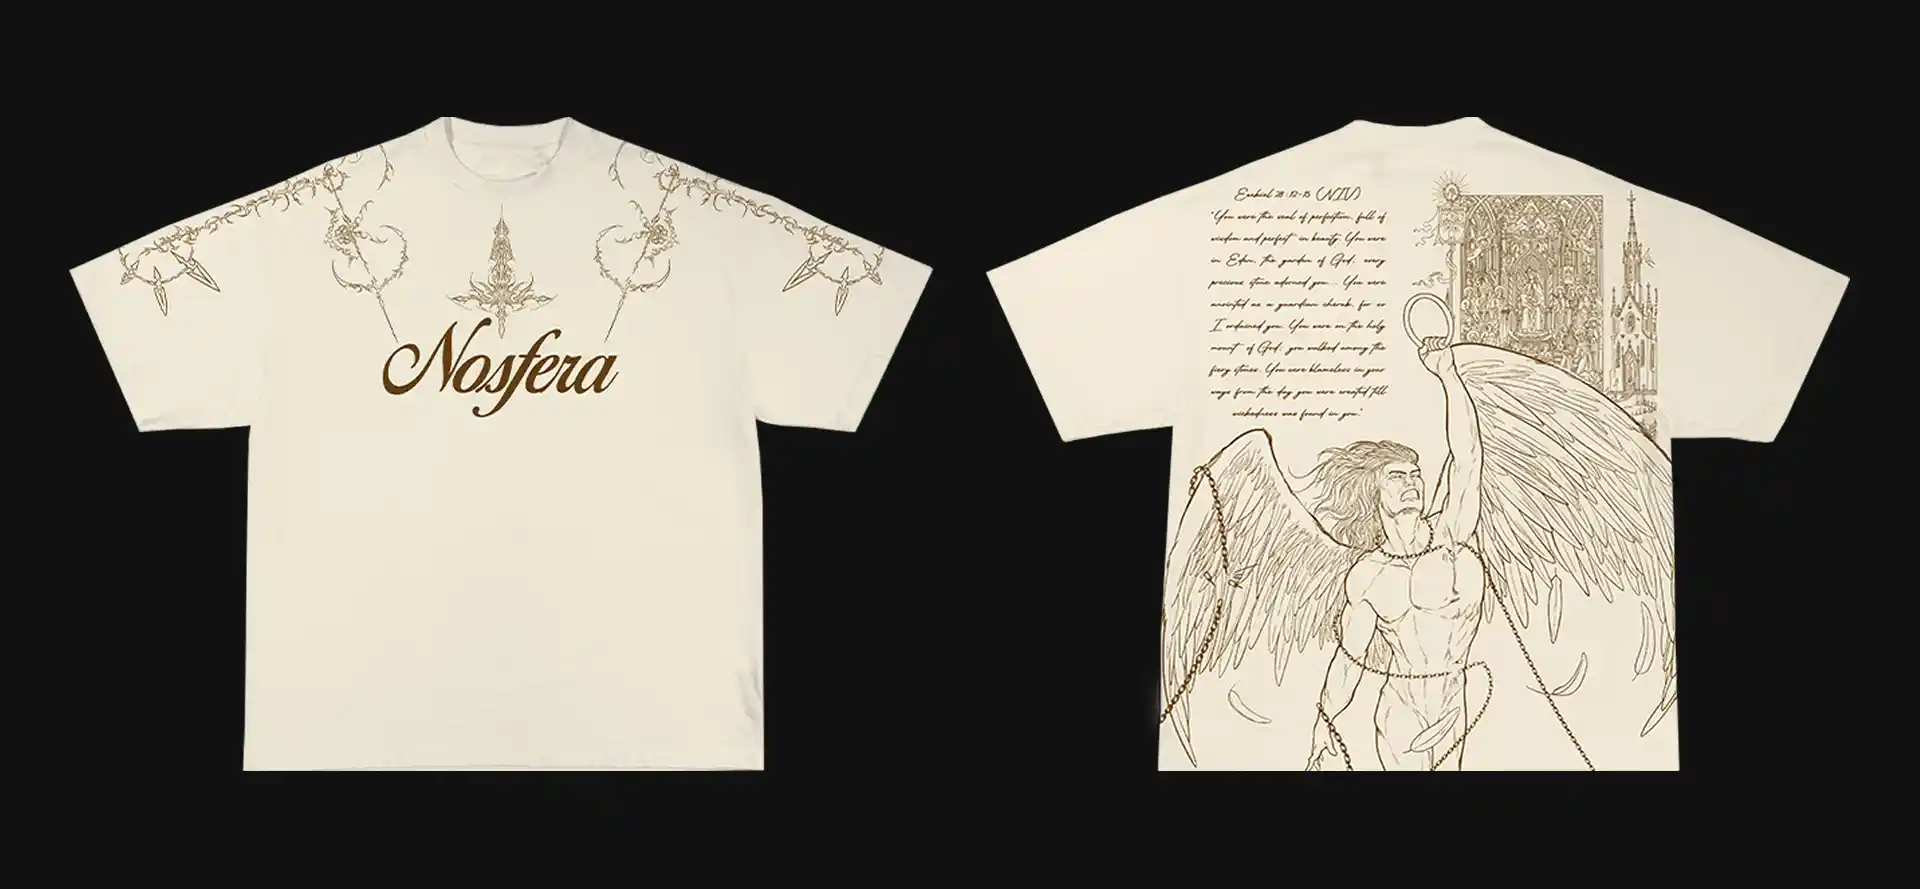 Nosfera
Ezekiel 28:12-15 (NIV)
"You were the seal of perfection, full of
wisdom and perfect in beauty. You were
in Eden, the garden of God; every
precious stone adorned you... You were
anointed as a guardian cherub, for so
I ordained you. You were on the holy
mount of God; you walked among the
fiery stones. You were blameless in your
ways from the day you were created till
wickedness was found in you."